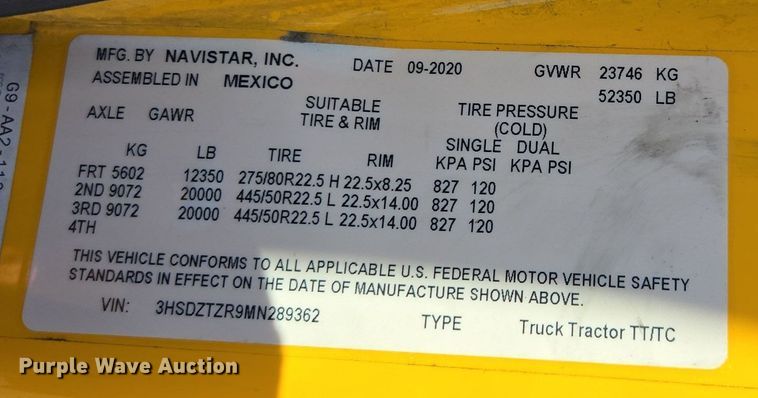 MFG. BY NAVISTAR, INC. DATE 09-2020 GVWR 23746 KG
ASSEMBLED IN MEXICO 52350 LB
AXLE GAWR SUITABLE TIRE PRESSURE
TIRE & RIM (COLD)
SINGLE DUAL
KG LB TIRE RIM KPA PSI KPA PSI
FRT 5602 12350 275/80R22.5 H 22.5x8.25 827 120
2ND 9072 20000 445/50R22.5 L 22.5x14.00 827 120
3RD 9072 20000 445/50R22.5 L 22.5x14.00 827 120
4TH
THIS VEHICLE CONFORMS TO ALL APPLICABLE U.S. FEDERAL MOTOR VEHICLE SAFETY
STANDARDS IN EFFECT ON THE DATE OF MANUFACTURE SHOWN ABOVE.
VIN: 3HSDZTZR9MN289362 TYPE Truck Tractor TT/TC
Purple Wave Auction